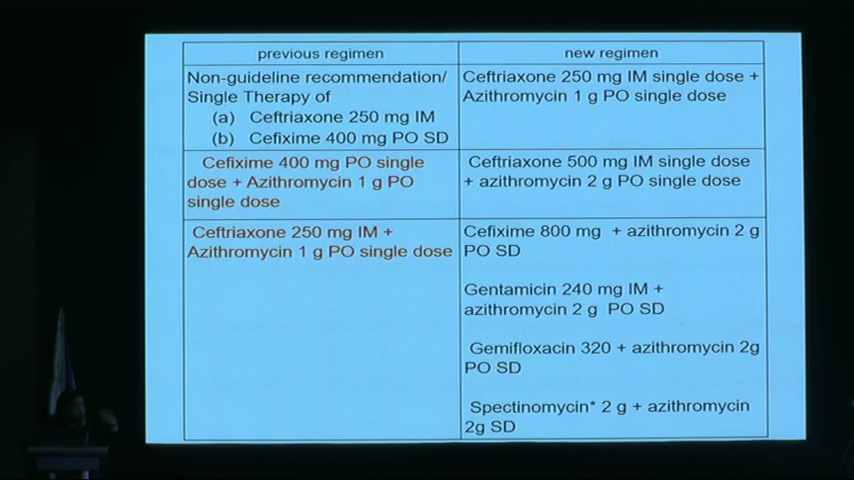 previous regimen
new regimen
Non-guideline recommendation/
Single Therapy of
(a) Ceftriaxone 250 mg IM
(b) Cefixime 400 mg PO SD
Ceftriaxone 250 mg IM single dose +
Azithromycin 1 g PO single dose
Cefixime 400 mg PO single
dose + Azithromycin 1 g PO
single dose
Ceftriaxone 500 mg IM single dose
+ azithromycin 2 g PO single dose
Ceftriaxone 250 mg IM +
Azithromycin 1 g PO single dose
Cefixime 800 mg + azithromycin 2 g
PO SD
Gentamicin 240 mg IM +
azithromycin 2 g PO SD
Gemifloxacin 320 + azithromycin 2g
PO SD
Spectinomycin* 2 g + azithromycin
2g SD